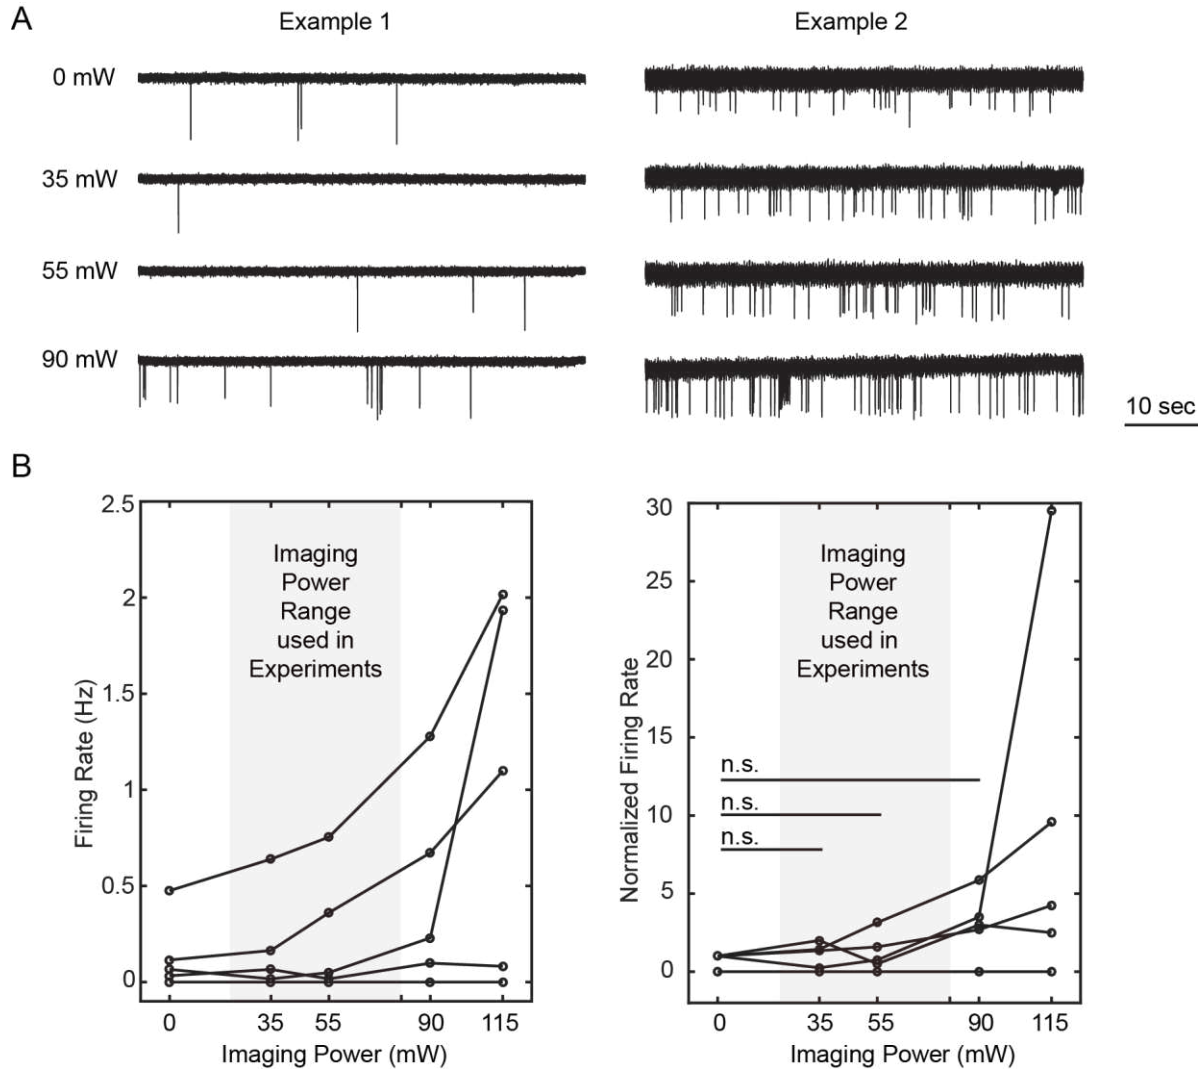 A
Example 1
Example 2
0 mW
35 mW
55 mW
90 mW
10 sec
B
Firing Rate (Hz)
2.5
2
1.5
1
0.5
0
Imaging
Power
Range
used in
Experiments
0 35 55 90 115
Imaging Power (mW)
Normalized Firing Rate
30
25
20
15
10
5
0
Imaging
Power
Range
used in
Experiments
n.s.
n.s.
n.s.
0 35 55 90 115
Imaging Power (mW)